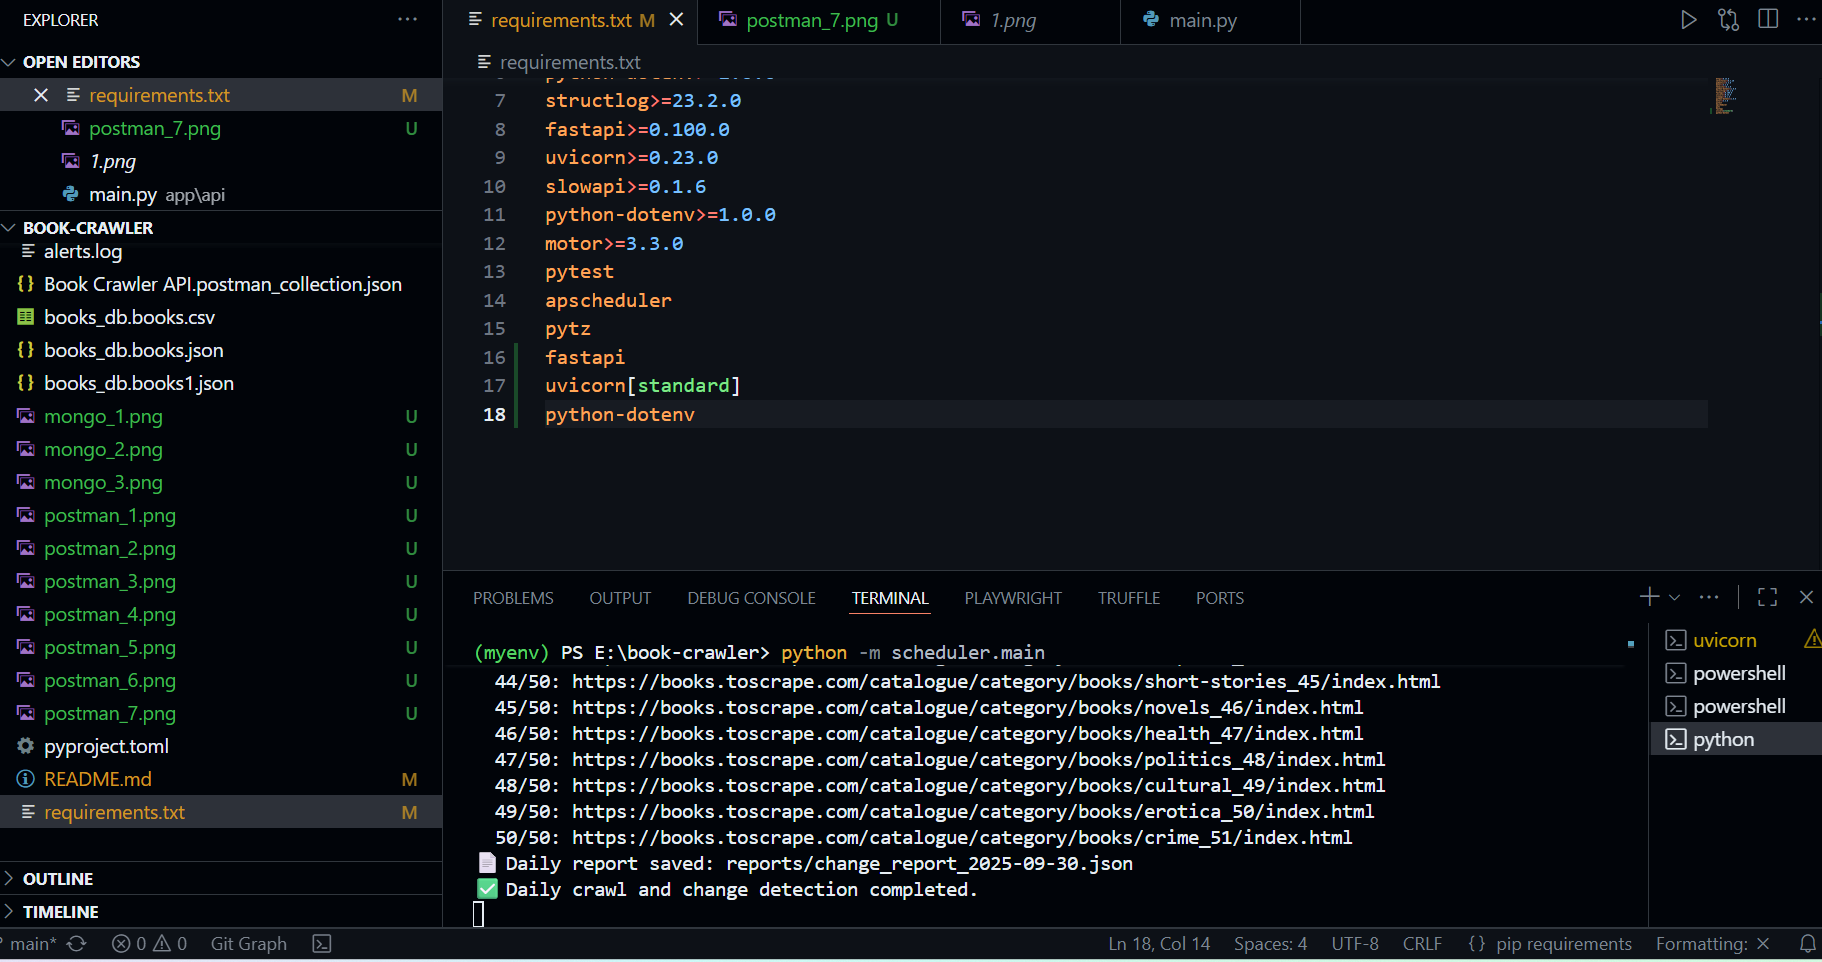 EXPLORER
OPEN EDITORS
requirements.txt M
postman_7.png U
1.png
main.py app\api
BOOK-CRAWLER
alerts.log
Book Crawler API.postman_collection.json
books_db.books.csv
books_db.books.json
books_db.books1.json
mongo_1.png U
mongo_2.png U
mongo_3.png U
postman_1.png U
postman_2.png U
postman_3.png U
postman_4.png U
postman_5.png U
postman_6.png U
postman_7.png U
pyproject.toml
README.md M
requirements.txt M
OUTLINE
TIMELINE
requirements.txt M
postman_7.png U
1.png
main.py
requirements.txt
7 structlog>=23.2.0
8 fastapi>=0.100.0
9 uvicorn>=0.23.0
10 slowapi>=0.1.6
11 python-dotenv>=1.0.0
12 motor>=3.3.0
13 pytest
14 apscheduler
15 pytz
16 fastapi
17 uvicorn[standard]
18 python-dotenv
PROBLEMS OUTPUT DEBUG CONSOLE TERMINAL PLAYWRIGHT TRUFFLE PORTS
(myenv) PS E:\book-crawler> python -m scheduler.main
44/50: https://books.toscrape.com/catalogue/category/books/short-stories_45/index.html
45/50: https://books.toscrape.com/catalogue/category/books/novels_46/index.html
46/50: https://books.toscrape.com/catalogue/category/books/health_47/index.html
47/50: https://books.toscrape.com/catalogue/category/books/politics_48/index.html
48/50: https://books.toscrape.com/catalogue/category/books/cultural_49/index.html
49/50: https://books.toscrape.com/catalogue/category/books/erotica_50/index.html
50/50: https://books.toscrape.com/catalogue/category/books/crime_51/index.html
Daily report saved: reports/change_report_2025-09-30.json
Daily crawl and change detection completed.
uvicorn
powershell
powershell
python
main* 0 0 Git Graph Ln 18, Col 14 Spaces: 4 UTF-8 CRLF {} pip requirements Formatting: ×